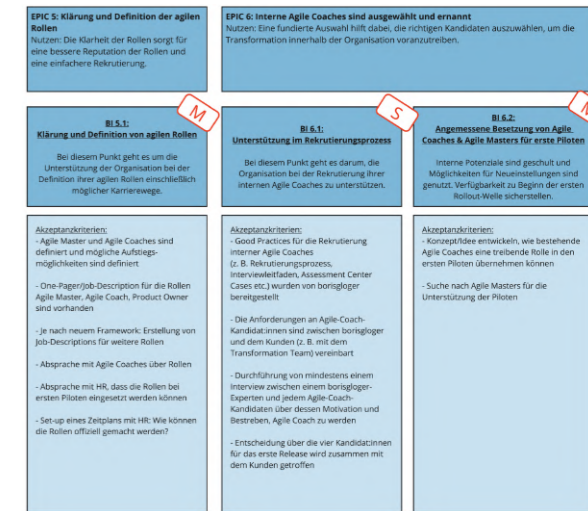 EPIC 5: Klärung und Definition der agilen
Rollen
Nutzen: Die Klarheit der Rollen sorgt für
eine bessere Reputation der Rollen und
eine einfachere Rekrutierung.
EPIC 6: Interne Agile Coaches sind ausgewählt und ernannt
Nutzen: Eine fundierte Auswahl hilft dabei, die richtigen Kandidaten auszuwählen, um die
Transformation innerhalb der Organisation voranzutreiben.
M
BI 5.1:
Klärung und Definition von agilen Rollen
Bei diesem Punkt geht es um die
Unterstützung der Organisation bei der
Definition ihrer agilen Rollen einschließlich
möglicher Karrierewege.
S
BI 6.1:
Unterstützung im Rekrutierungsprozess
Bei diesem Punkt geht es darum, die
Organisation bei der Rekrutierung ihrer
internen Agile Coaches zu unterstützen.
M
BI 6.2:
Angemessene Besetzung von Agile
Coaches & Agile Masters für erste Piloten
Interne Potenziale sind geschult und
Möglichkeiten für Neueinstellungen sind
genutzt. Verfügbarkeit zu Beginn der ersten
Rollout-Welle sicherstellen.
Akzeptanzkriterien:
- Agile Master und Agile Coaches sind
definiert und mögliche Aufstiegs-
möglichkeiten sind definiert
- One-Pager/Job-Description für die Rollen
Agile Master, Agile Coach, Product Owner
sind vorhanden
- Je nach neuem Framework: Erstellung von
Job-Descriptions für weitere Rollen
- Absprache mit Agile Coaches über Rollen
- Absprache mit HR, dass die Rollen bei
ersten Piloten eingesetzt werden können
- Set-up eines Zeitplans mit HR: Wie können
die Rollen offiziell gemacht werden?
Akzeptanzkriterien:
- Good Practices für die Rekrutierung
interner Agile Coaches
(z. B. Rekrutierungsprozess,
Interviewleitfaden, Assessment Center
Cases etc.) wurden von borisgloger
bereitgestellt
- Die Anforderungen an Agile-Coach-
Kandidat:innen sind zwischen borisgloger
und dem Kunden (z. B. mit dem
Transformation Team) vereinbart
- Durchführung von mindestens einem
Interview zwischen einem borisgloger-
Experten und jedem Agile-Coach-
Kandidaten über dessen Motivation und
Bestreben, Agile Coach zu werden
- Entscheidung über die vier Kandidat:innen
für das erste Release wird zusammen mit
dem Kunden getroffen
Akzeptanzkriterien:
- Konzept/Idee entwickeln, wie bestehende
Agile Coaches eine treibende Rolle in den
ersten Piloten übernehmen können
- Suche nach Agile Masters für die
Unterstützung der Piloten